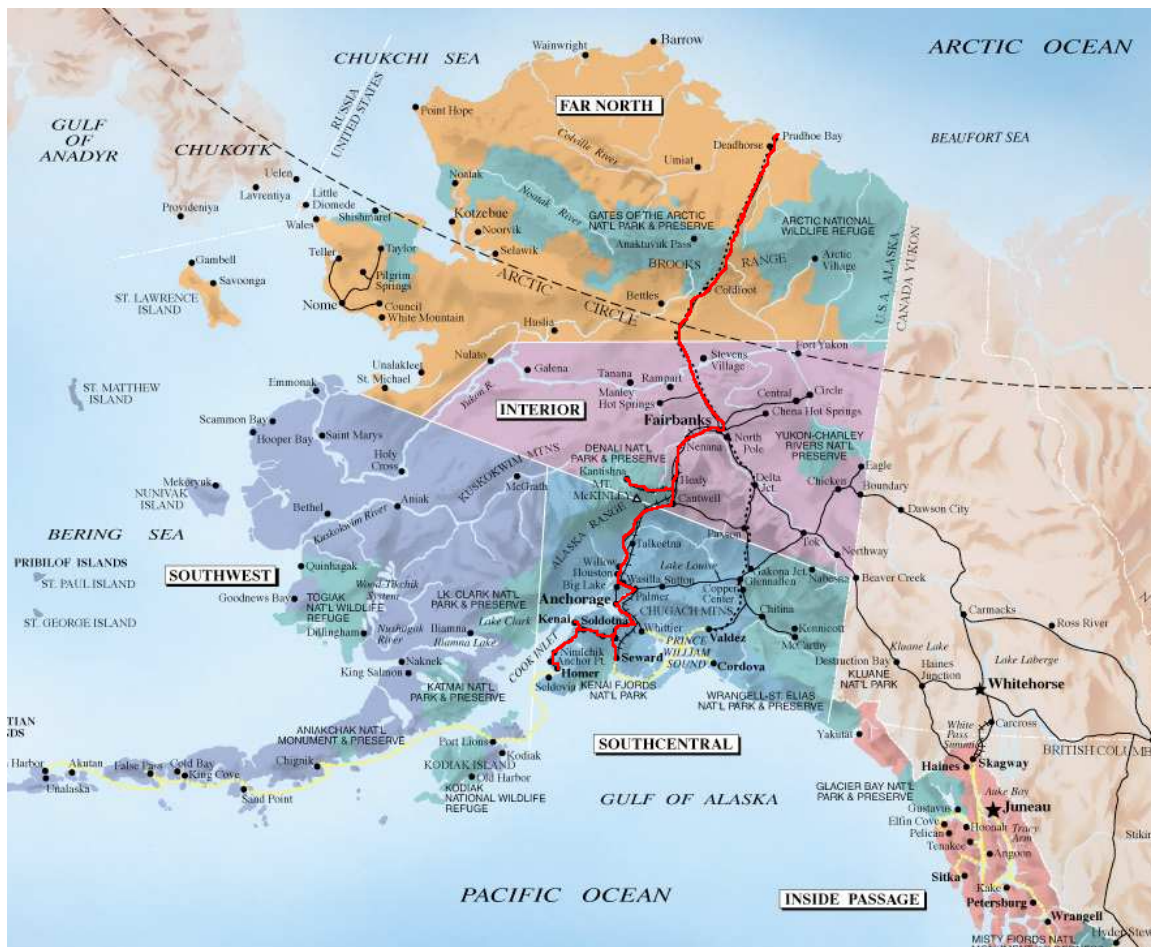 ARCTIC OCEAN
Barrow
Wainwright
CHUKCHI SEA
FAR NORTH
RUSSIA
UNITED STATES
Point Hope
GULF
OF
ANADYR
CHUKOTK
BEAUFORT SEA
Prudhoe Bay
Deadhorse
Colville River
Umiat
Uelen
Lavrentiya
Provideniya
Little
Diomede
Wales
Shishmaref
Noatak
Noatak River
Kotzebue
Noorvik
Selawik
GATES OF THE ARCTIC
NAT'L PARK & PRESERVE
Anaktuvuk Pass
ARCTIC NATIONAL
WILDLIFE REFUGE
BROOKS RANGE
Arctic
Village
U.S.A. ALASKA
CANADA YUKON
Gambell
Savoonga
ST. LAWRENCE
ISLAND
Teller
Taylor
Pilgrim
Springs
Nome
Council
White Mountain
ARCTIC CIRCLE
Bettles
Coldfoot
Huslia
Fort Yukon
Stevens
Village
Unalakleet
St. Michael
Nulato
Galena
Yukon R.
Tanana
Rampart
Manley
Hot Springs
Central
Circle
Chena Hot Springs
INTERIOR
Fairbanks
North
Pole
Nenana
YUKON-CHARLEY
RIVERS NAT'L
PRESERVE
ST. MATTHEW
ISLAND
Emmonak
Scammon Bay
Hooper Bay
Saint Marys
Holy
Cross
KUSKOKWIM MTNS
McGrath
DENALI NAT'L
PARK & PRESERVE
Kantishna
MT.
McKINLEY
Healy
Cantwell
Delta
Jct.
Eagle
Chicken
Boundary
Dawson City
Mekoryuk
NUNIVAK
ISLAND
Bethel
Aniak
Kuskokwim River
ALASKA RANGE
Talkeetna
Paxson
Tok
Northway
BERING SEA
PRIBILOF ISLANDS
ST. PAUL ISLAND
ST. GEORGE ISLAND
SOUTHWEST
Quinhagak
Goodnews Bay
TOGIAK
NAT'L WILDLIFE
REFUGE
Wood Tikchik
System
Dillingham
Nushagak
River
LK. CLARK NAT'L
PARK & PRESERVE
Lake Clark
Iliamna
Iliamna Lake
Willow
Houston
Big Lake
Wasilla
Sutton
Palmer
Lake Louise
Gakona Jct.
Glennallen
Nabesna
Beaver Creek
Anchorage
CHUGACH MTNS
Copper
Center
Chitina
Kennicott
McCarthy
Carmacks
Ross River
Kenai
Soldotna
Whittier
Valdez
PRINCE
WILLIAM
SOUND
Cordova
Ninilchik
Anchor Pt.
Homer
Seward
Seldovia
KENAI FJORDS
NAT'L PARK
COOK INLET
King Salmon
Naknek
KATMAI NAT'L
PARK & PRESERVE
WRANGELL-ST. ELIAS
NAT'L PARK & PRESERVE
Destruction Bay
KLUANE
NAT'L PARK
Kluane Lake
Haines
Junction
Lake Laberge
Whitehorse
Carcross
White
Pass
Summit
BRITISH COLUMB
Yakutat
Skagway
Haines
TIAN
NDS
ANIAKCHAK NAT'L
MONUMENT & PRESERVE
Port Lions
Kodiak
KODIAK ISLAND
Old Harbor
KODIAK
NATIONAL WILDLIFE
REFUGE
SOUTHCENTRAL
s Harbor
Akutan
Unalaska
False Pass
Cold Bay
King Cove
Sand Point
Chignik
GULF OF ALASKA
GLACIER BAY NAT'L
PARK & PRESERVE
Gustavus
Auke Bay
Juneau
Elfin Cove
Pelican
Hoonah
Tracy
Arm
Tenakee
Angoon
Sitka
Kake
Petersburg
Wrangell
Stikin
PACIFIC OCEAN
INSIDE PASSAGE
MISTY FIORDS NAT'L
Hyder
Stew